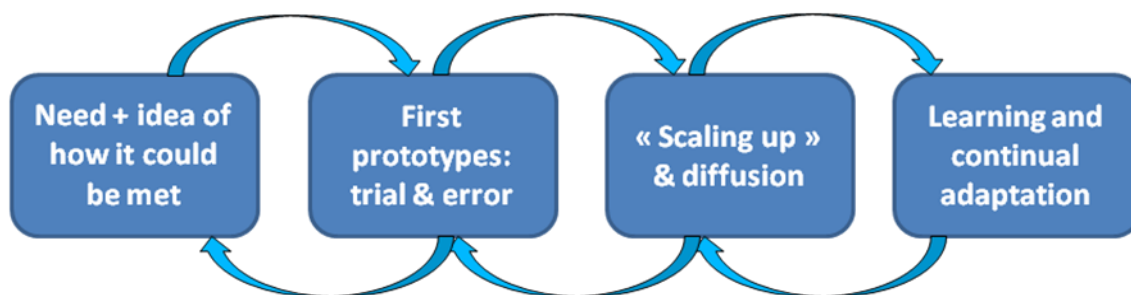 Need + idea of
how it could
be met
First
prototypes:
trial & error
« Scaling up »
& diffusion
Learning and
continual
adaptation